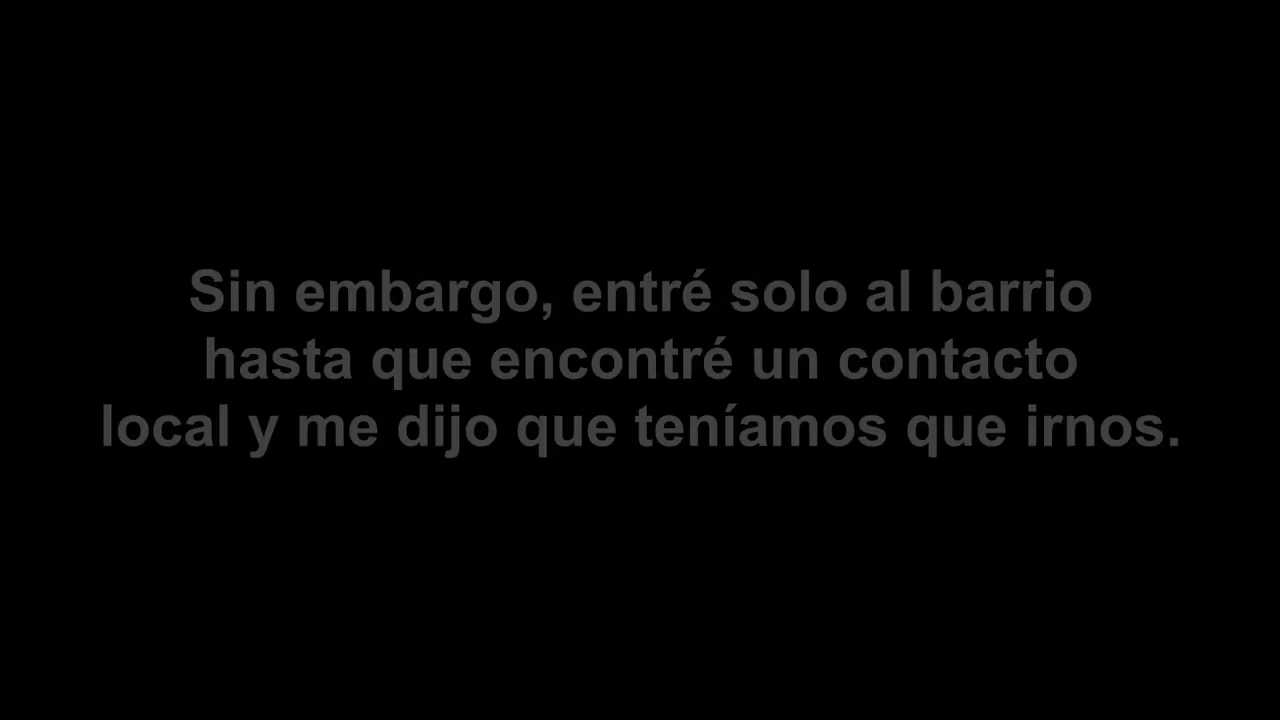 Sin embargo, entré solo al barrio
hasta que encontré un contacto
local y me dijo que teníamos que irnos.